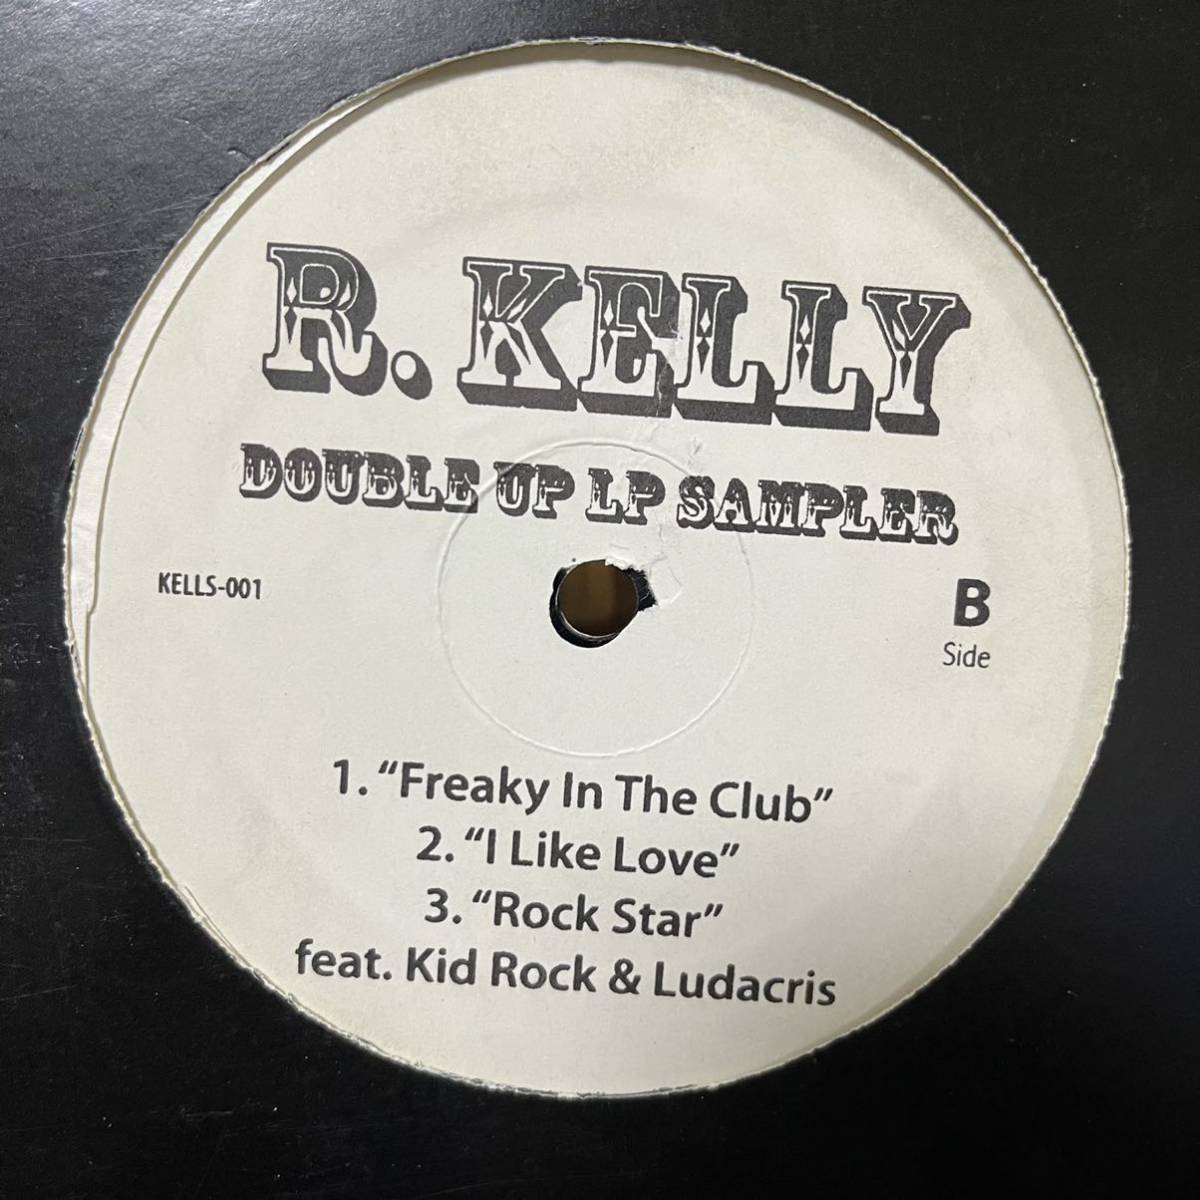 R. KELLY
DOUBLE UP LP SAMPLER
KELLS-001
B
Side
1. “Freaky In The Club”
2. “I Like Love”
3. “Rock Star”
feat. Kid Rock & Ludacris